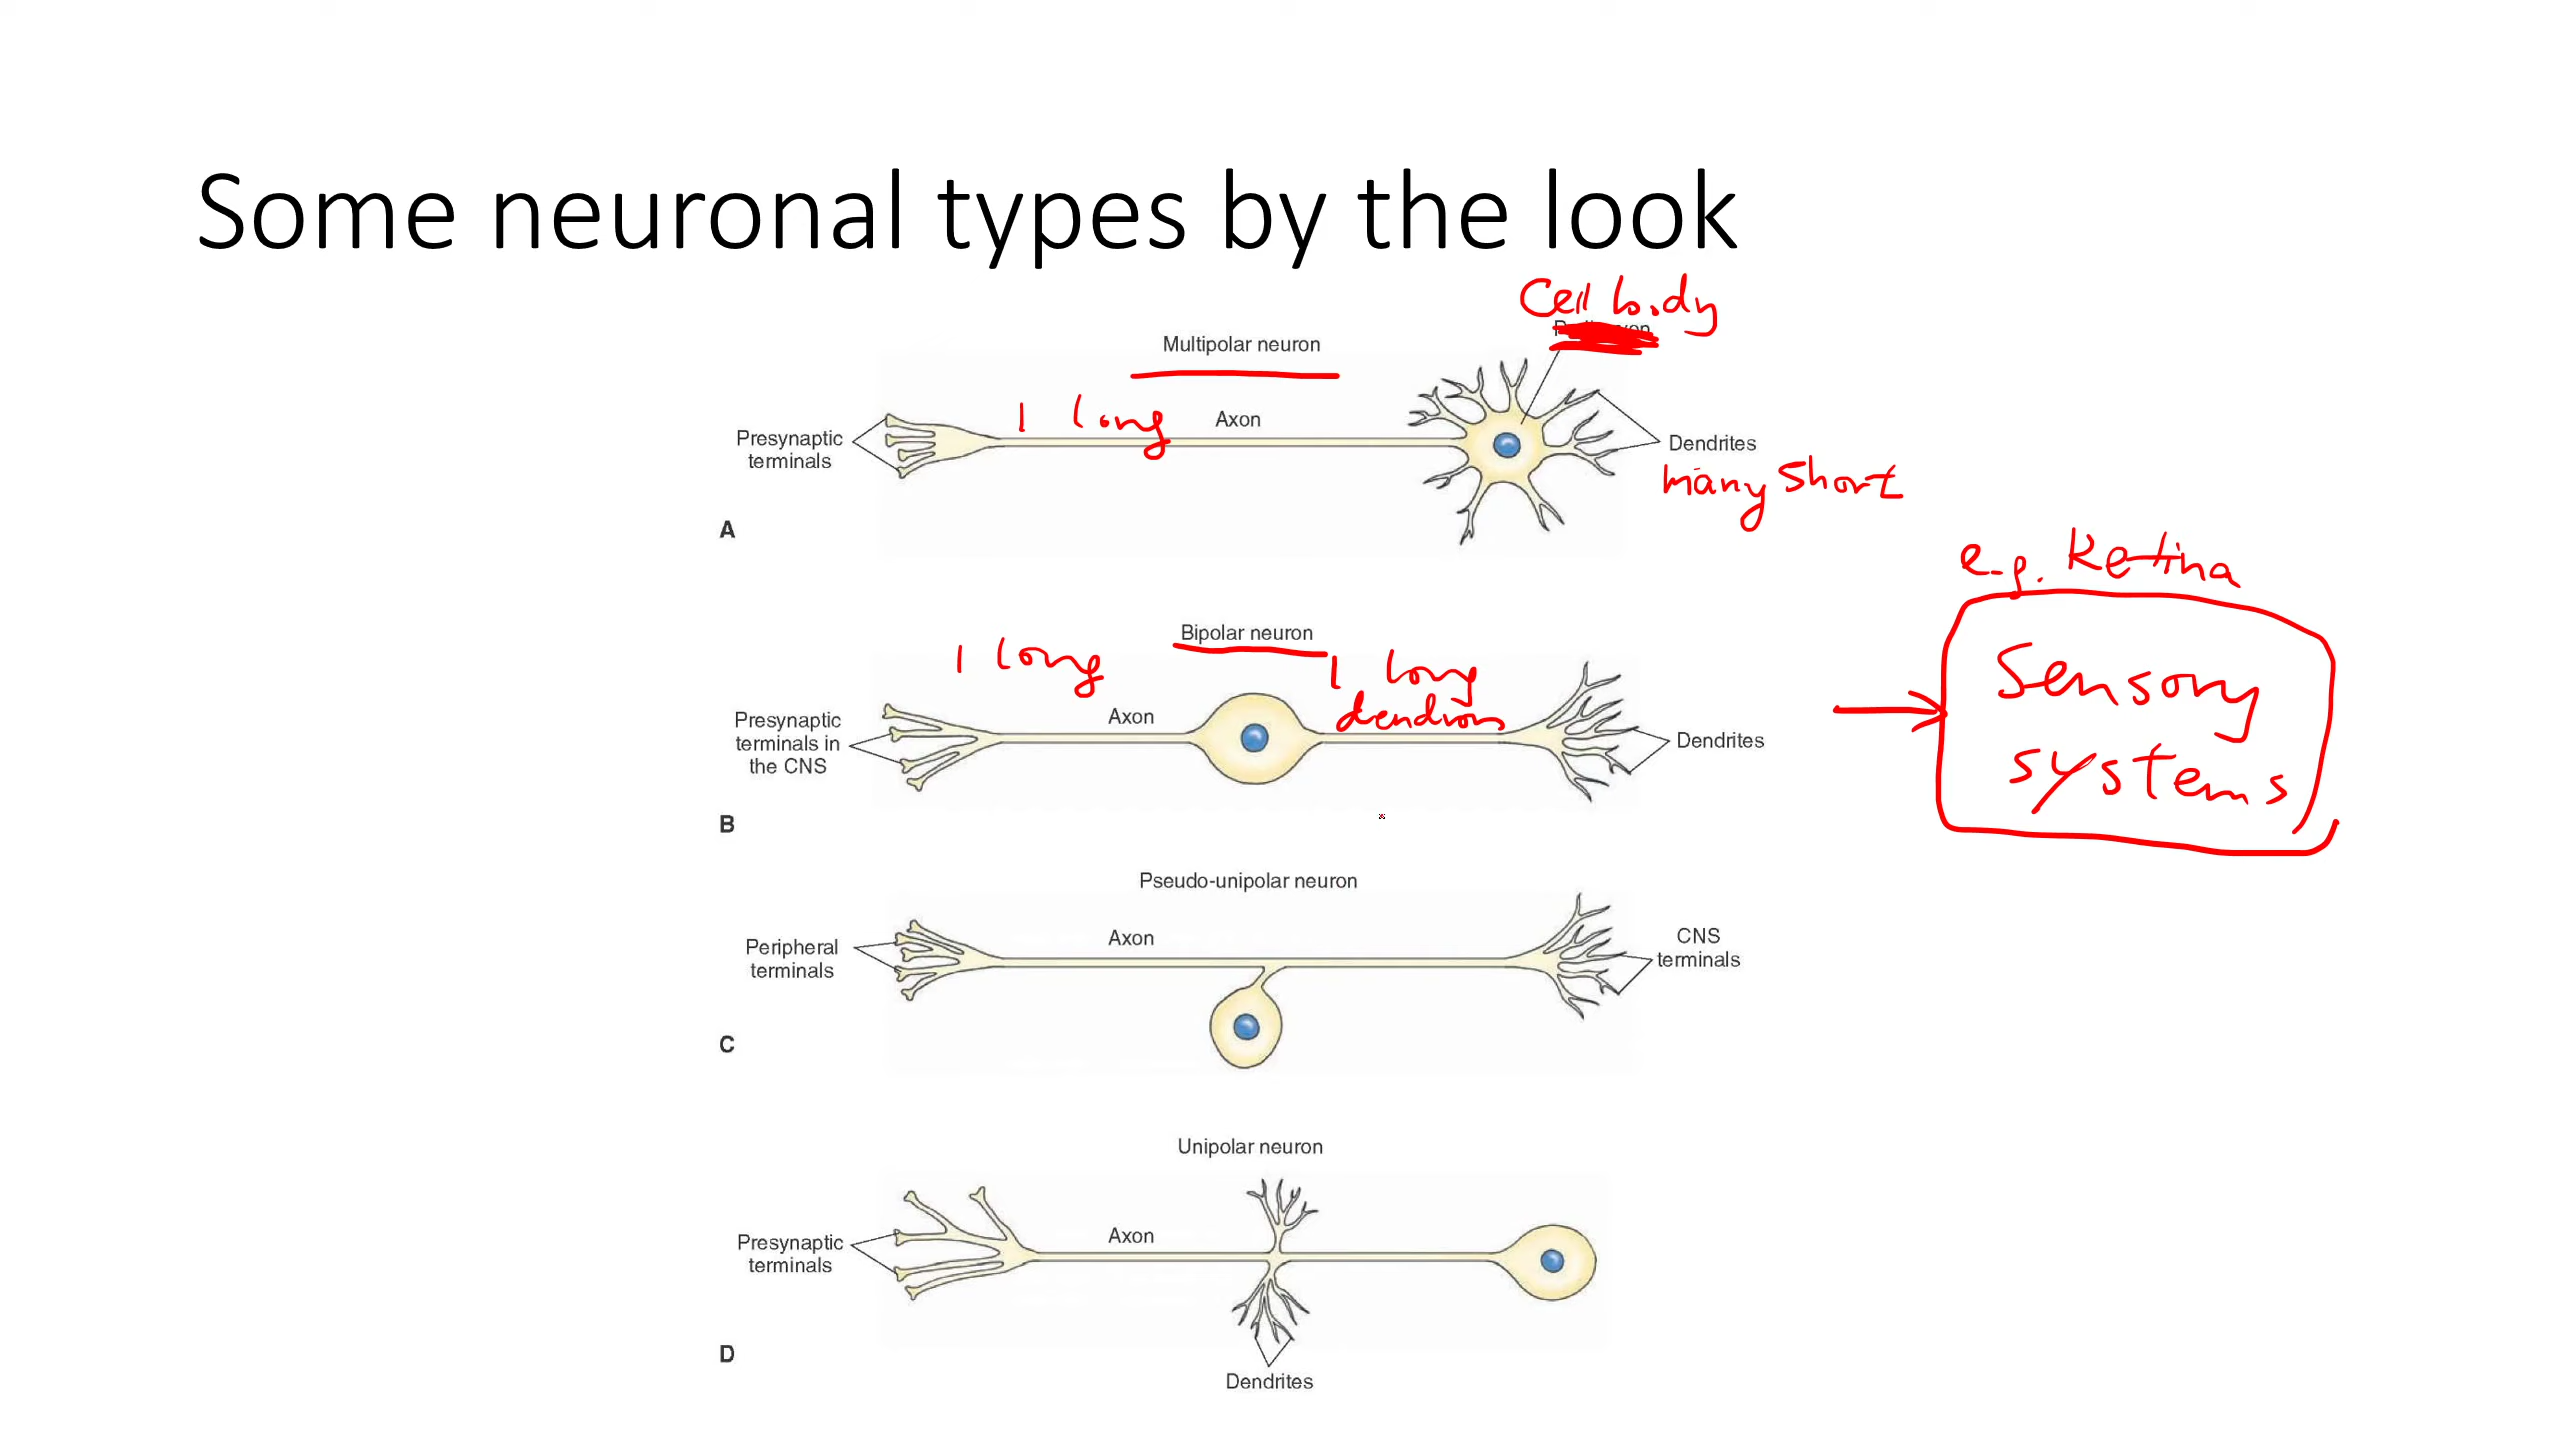 Some neuronal types by the look
Cell body
Multipolar neuron
1 long
Axon
Presynaptic
terminals
Dendrites
many short
A
e.g. Retina
Sensory
systems
Bipolar neuron
1 long
1 long
Axon
Presynaptic
terminals in
the CNS
Dendrites
B
Pseudo-unipolar neuron
Axon
Peripheral
terminals
CNS
terminals
C
Unipolar neuron
Axon
Presynaptic
terminals
D
Dendrites